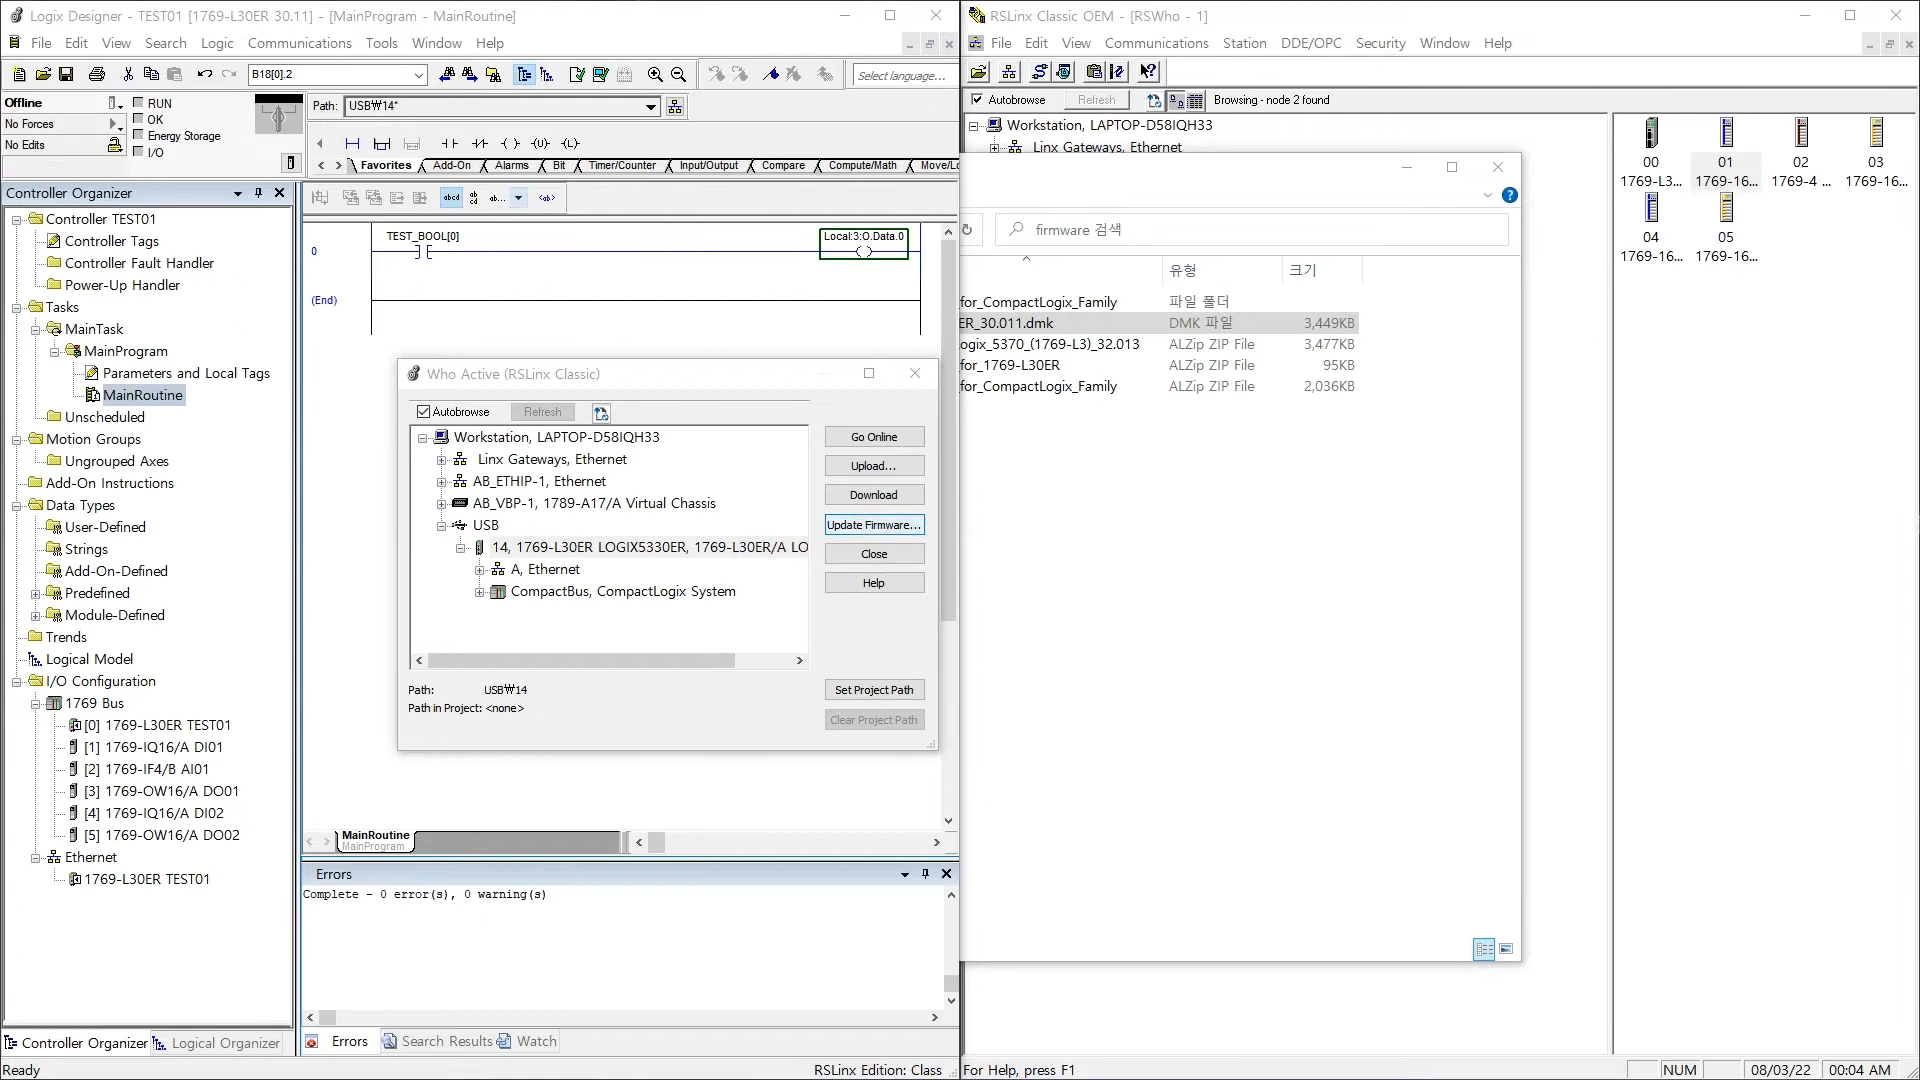 Logix Designer - TEST01 [1769-L30ER 30.11] - [MainProgram - MainRoutine]
File Edit View Search Logic Communications Tools Window Help
B18[0].2
Select language...
Offline
RUN
No Forces
OK
No Edits
Energy Storage
I/O
Path: USB₩14*
Favorites Add-On Alarms Bit Timer/Counter Input/Output Compare Compute/Math
Controller Organizer
Controller TEST01
Controller Tags
Controller Fault Handler
Power-Up Handler
Tasks
MainTask
MainProgram
Parameters and Local Tags
MainRoutine
Unscheduled
Motion Groups
Ungrouped Axes
Add-On Instructions
Data Types
User-Defined
Strings
Add-On-Defined
Predefined
Module-Defined
Trends
Logical Model
I/O Configuration
1769 Bus
[0] 1769-L30ER TEST01
[1] 1769-IQ16/A DI01
[2] 1769-IF4/B AI01
[3] 1769-OW16/A DO01
[4] 1769-IQ16/A DI02
[5] 1769-OW16/A DO02
Ethernet
1769-L30ER TEST01
Controller Organizer Logical Organizer
Ready
abcd
TEST_BOOL[0]
Local:3:O.Data.0
0
(End)
Who Active (RSLinx Classic)
Autobrowse
Refresh
Workstation, LAPTOP-D58IQH33
Linx Gateways, Ethernet
AB_ETHIP-1, Ethernet
AB_VBP-1, 1789-A17/A Virtual Chassis
USB
14, 1769-L30ER LOGIX5330ER, 1769-L30ER/A LO
A, Ethernet
CompactBus, CompactLogix System
Go Online
Upload...
Download
Update Firmware...
Close
Help
Path: USB₩14
Path in Project: <none>
Set Project Path
Clear Project Path
MainRoutine
MainProgram
Errors
Complete - 0 error(s), 0 warning(s)
Errors Search Results Watch
RSLinx Edition: Class
RSLinx Classic OEM - [RSWho - 1]
File Edit View Communications Station DDE/OPC Security Window Help
Autobrowse
Refresh
Browsing - node 2 found
Workstation, LAPTOP-D58IQH33
Linx Gateways, Ethernet
firmware 검색
유형 크기
for_CompactLogix_Family 파일 폴더
ER_30.011.dmk DMK 파일 3,449KB
ogix_5370_(1769-L3)_32.013 ALZip ZIP File 3,477KB
for_1769-L30ER ALZip ZIP File 95KB
for_CompactLogix_Family ALZip ZIP File 2,036KB
00 01 02 03
1769-L3... 1769-16... 1769-4 ... 1769-16...
04 05
1769-16... 1769-16...
For Help, press F1
NUM 08/03/22 00:04 AM